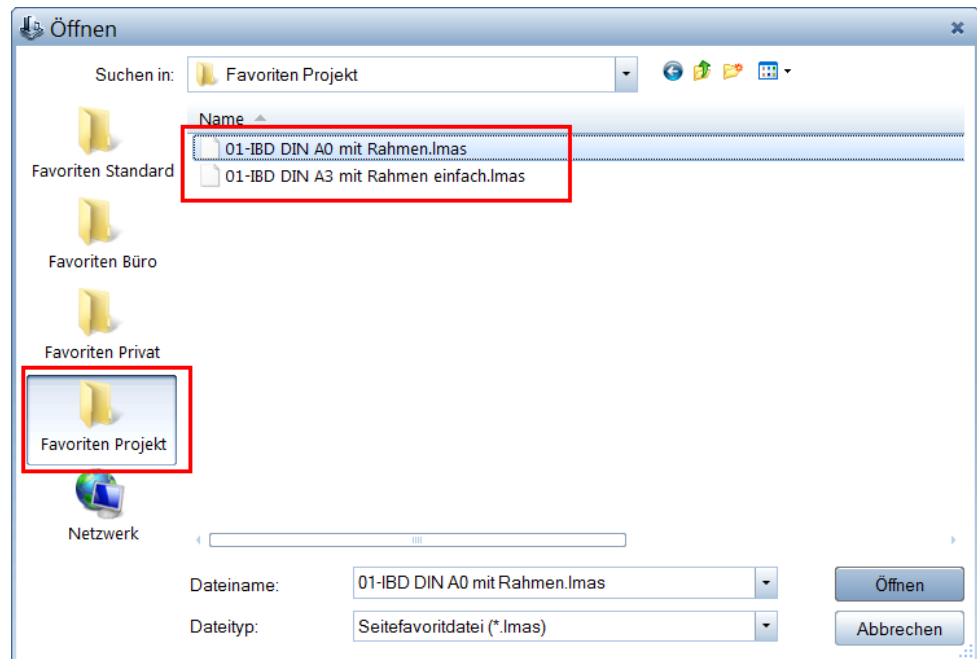 Öffnen
Suchen in: Favoriten Projekt
Name
01-IBD DIN A0 mit Rahmen.lmas
01-IBD DIN A3 mit Rahmen einfach.lmas
Favoriten Standard
Favoriten Büro
Favoriten Privat
Favoriten Projekt
Netzwerk
Dateiname: 01-IBD DIN A0 mit Rahmen.lmas Öffnen
Dateityp: Seitefavoritdatei (*.lmas) Abbrechen